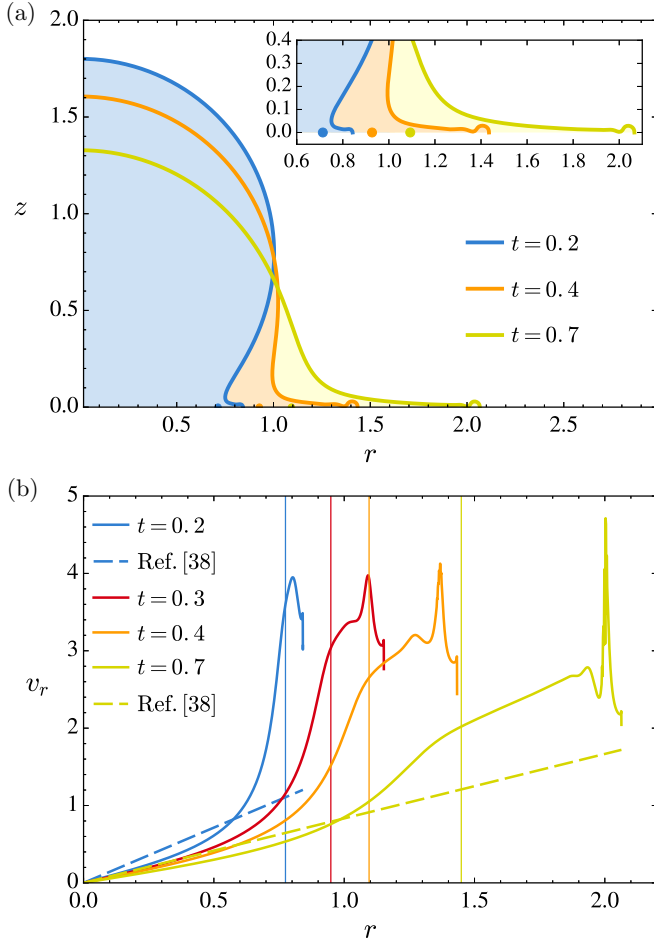 (a)
2.0
1.5
1.0
0.5
0.0
z
0.4
0.3
0.2
0.1
0.0
0.6 0.8 1.0 1.2 1.4 1.6 1.8 2.0
t = 0.2
t = 0.4
t = 0.7
0.5 1.0 1.5 2.0 2.5
r
(b)
5
4
3
2
1
0
v_r
t = 0.2
Ref. [38]
t = 0.3
t = 0.4
t = 0.7
Ref. [38]
0.0 0.5 1.0 1.5 2.0
r